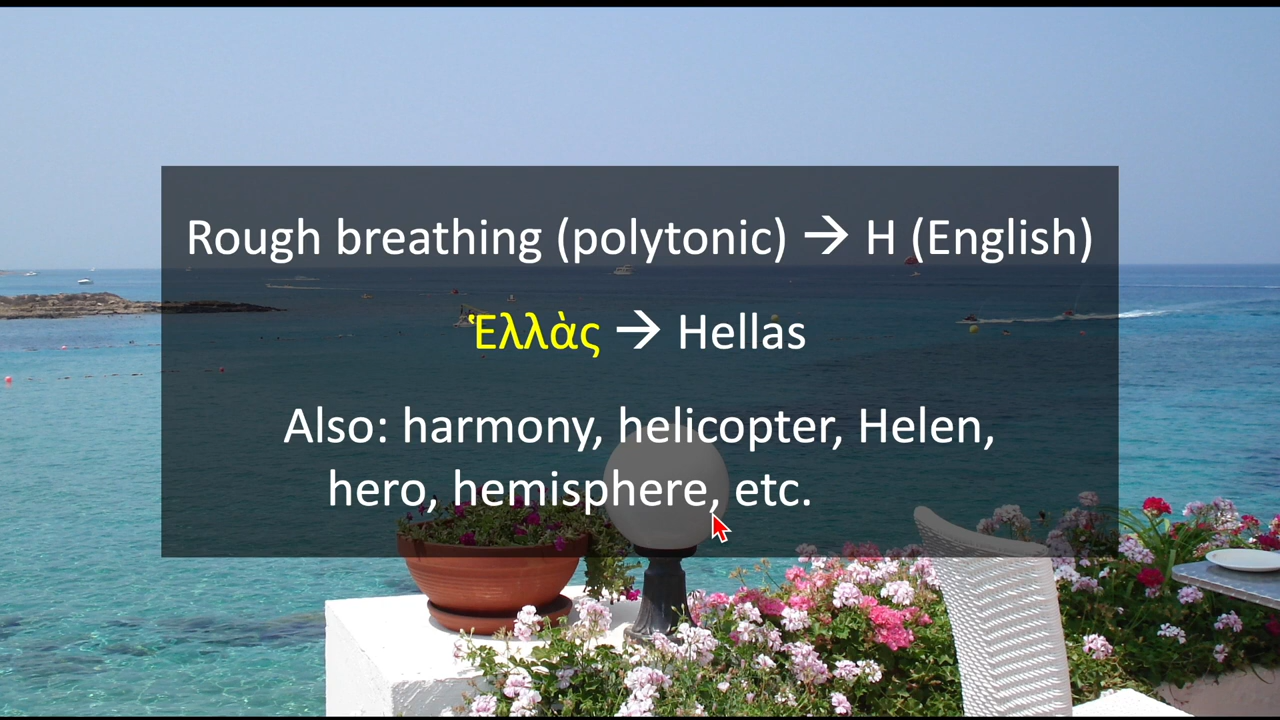 Rough breathing (polytonic) → H (English)
Ἑλλὰς → Hellas
Also: harmony, helicopter, Helen,
hero, hemisphere, etc.